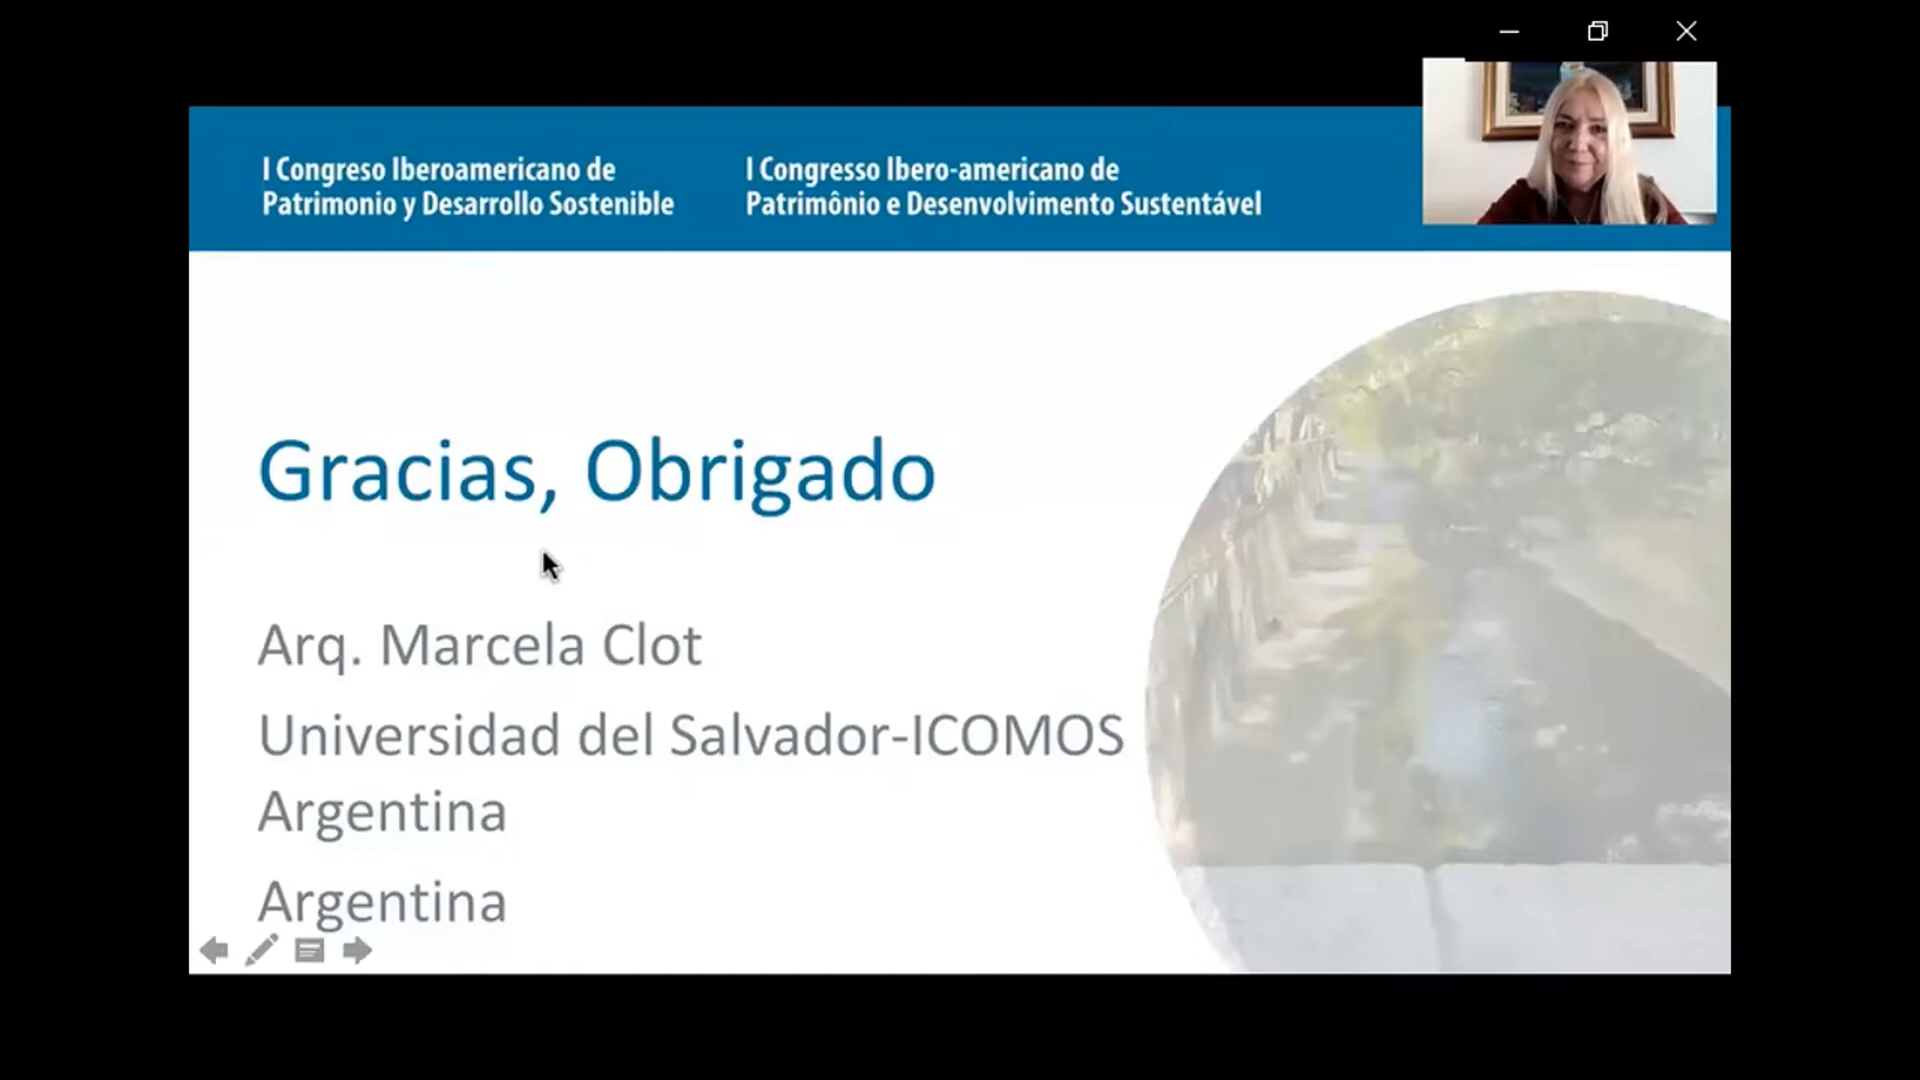 I Congreso Iberoamericano de
Patrimonio y Desarrollo Sostenible
I Congresso Ibero-americano de
Patrimônio e Desenvolvimento Sustentável
Gracias, Obrigado
Arq. Marcela Clot
Universidad del Salvador-ICOMOS
Argentina
Argentina